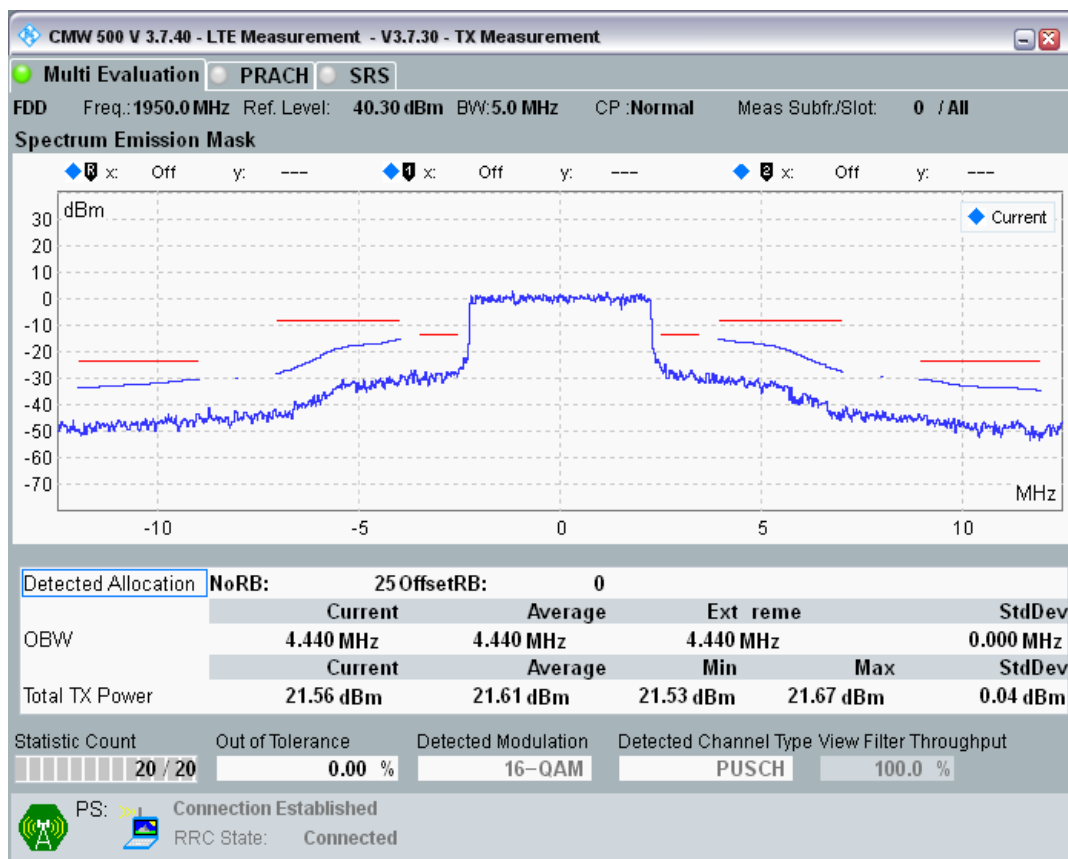 CMW 500 V 3.7.40 - LTE Measurement - V3.7.30 - TX Measurement
Multi Evaluation PRACH SRS
FDD Freq.: 1950.0 MHz Ref. Level: 40.30 dBm BW: 5.0 MHz CP : Normal Meas Subfr./Slot: 0 / All
Spectrum Emission Mask
R x: Off y: --- 1 x: Off y: --- 2 x: Off y: ---
dBm
Current
30
20
10
0
-10
-20
-30
-40
-50
-60
-70
MHz
-10 -5 0 5 10
Detected Allocation NoRB: 25 OffsetRB: 0
Current Average Ext reme StdDev
OBW 4.440 MHz 4.440 MHz 4.440 MHz 0.000 MHz
Current Average Min Max StdDev
Total TX Power 21.56 dBm 21.61 dBm 21.53 dBm 21.67 dBm 0.04 dBm
Statistic Count Out of Tolerance Detected Modulation Detected Channel Type View Filter Throughput
20 / 20 0.00 % 16-QAM PUSCH 100.0 %
PS: Connection Established
RRC State: Connected